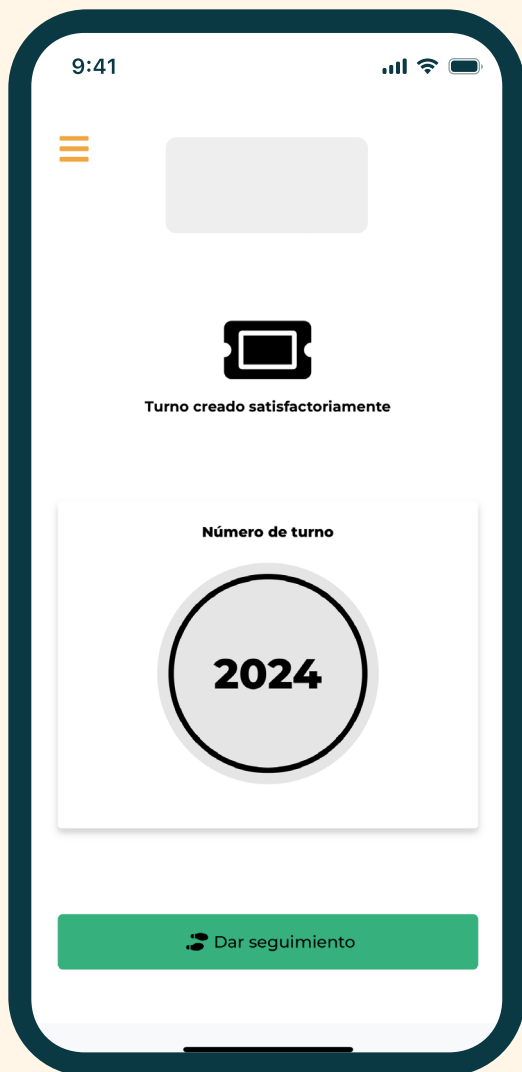 9:41
Turno creado satisfactoriamente
Número de turno
2024
Dar seguimiento